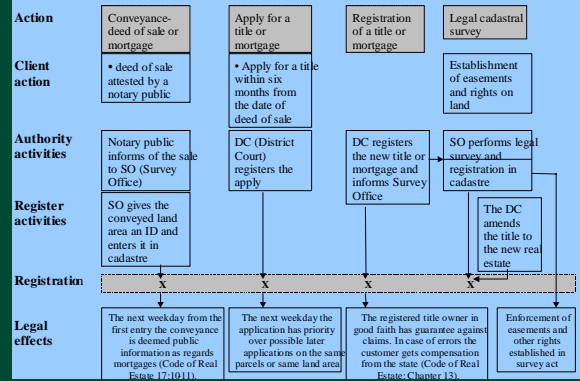 Action
Conveyance-
deed of sale or
mortgage
Apply for a
title or
mortgage
Registration
of a title or
mortgage
Legal cadastral
survey
Client
action
• deed of sale
attested by a
notary public
• Apply for a title
within six
months from
the date of
deed of sale
Establishment
of easements
and rights on
land
Authority
activities
Notary public
informs of the sale
to SO (Survey
Office)
DC (District
Court)
registers the
apply
DC registers
the new title or
mortgage and
informs Survey
Office
SO performs legal
survey and
registration in
cadastre
Register
activities
SO gives the
conveyed land
area an ID and
enters it in
cadastre
The DC
amends
the title to
the new real
estate
Registration
x
x
x
x
Legal
effects
The next weekday from the
first entry the conveyance
is deemed public
information as regards
mortgages (Code of Real
Estate 17:10-11).
The next weekday the
application has priority
over possible later
applications on the same
parcels or same land area
The registered title owner in
good faith has guarantee against
claims. In case of errors the
customer gets compensation
from the state (Code of Real
Estate: Chapter 13).
Enforcement of
easements and
other rights
established in
survey act